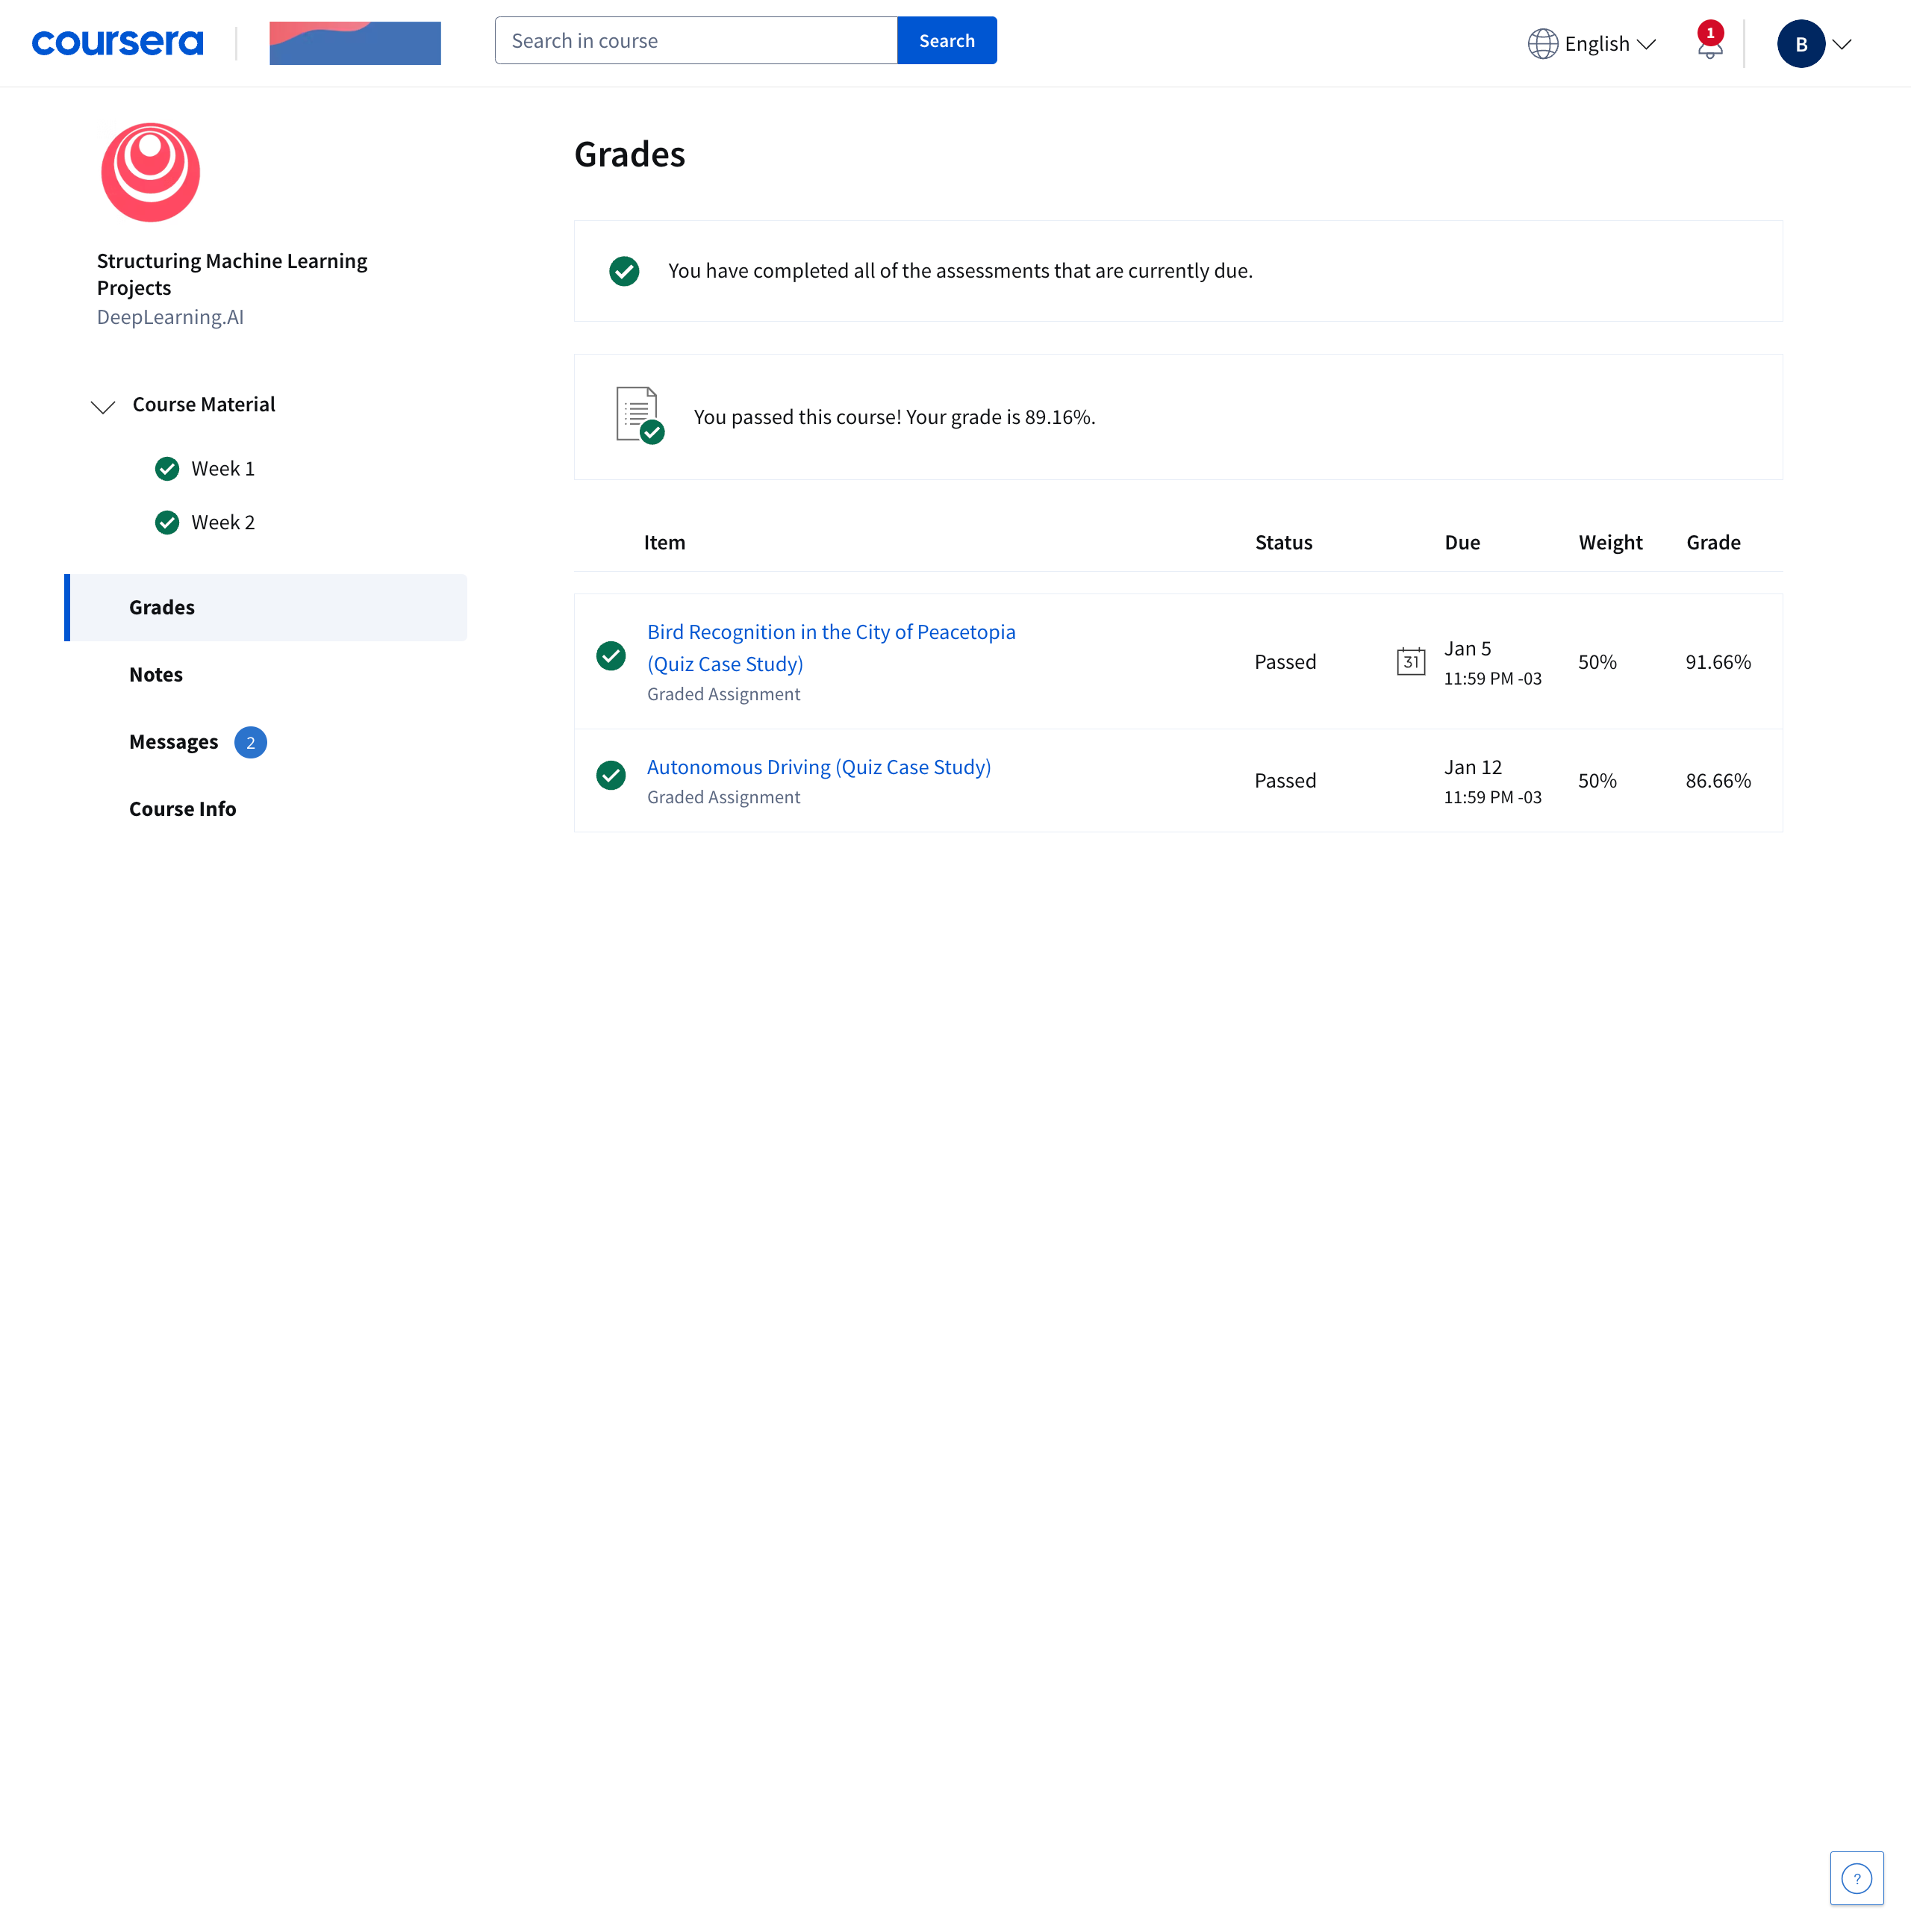 coursera
Search in course
Search
English
1
B
Structuring Machine Learning
Projects
DeepLearning.AI
Course Material
Week 1
Week 2
Grades
Notes
Messages 2
Course Info
Grades
You have completed all of the assessments that are currently due.
You passed this course! Your grade is 89.16%.
Item Status Due Weight Grade
Bird Recognition in the City of Peacetopia
(Quiz Case Study)
Graded Assignment
Passed
31
Jan 5
11:59 PM -03
50%
91.66%
Autonomous Driving (Quiz Case Study)
Graded Assignment
Passed
Jan 12
11:59 PM -03
50%
86.66%
?